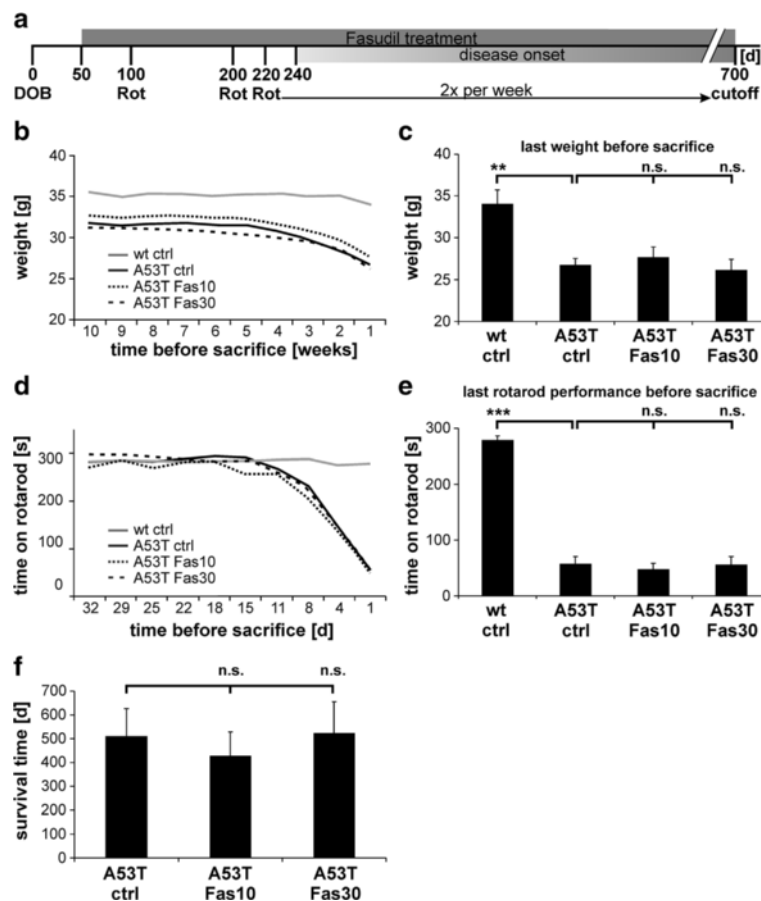 a
Fasudil treatment
disease onset
[d]
0 50 100 200 220 240 700
DOB Rot Rot Rot 2x per week cutoff
b
weight [g]
40
35
30
25
20
wt ctrl
A53T ctrl
A53T Fas10
A53T Fas30
10 9 8 7 6 5 4 3 2 1
time before sacrifice [weeks]
c
last weight before sacrifice
** n.s. n.s.
weight [g]
40
35
30
25
20
wt ctrl
A53T ctrl
A53T Fas10
A53T Fas30
d
time on rotarod [s]
300
200
100
0
wt ctrl
A53T ctrl
A53T Fas10
A53T Fas30
32 29 25 22 18 15 11 8 4 1
time before sacrifice [d]
e
last rotarod performance before sacrifice
*** n.s. n.s.
time on rotarod [s]
300
200
100
0
wt ctrl
A53T ctrl
A53T Fas10
A53T Fas30
f
n.s. n.s.
survival time [d]
700
600
500
400
300
200
100
0
A53T ctrl
A53T Fas10
A53T Fas30